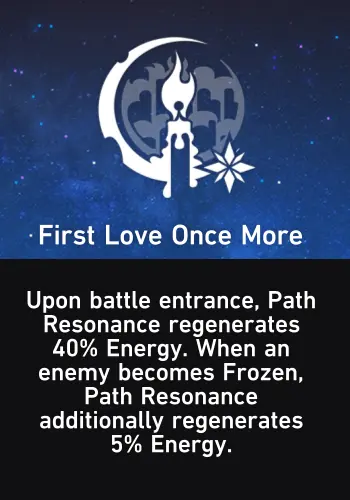 First Love Once More
Upon battle entrance, Path
Resonance regenerates
40% Energy. When an
enemy becomes Frozen,
Path Resonance
additionally regenerates
5% Energy.